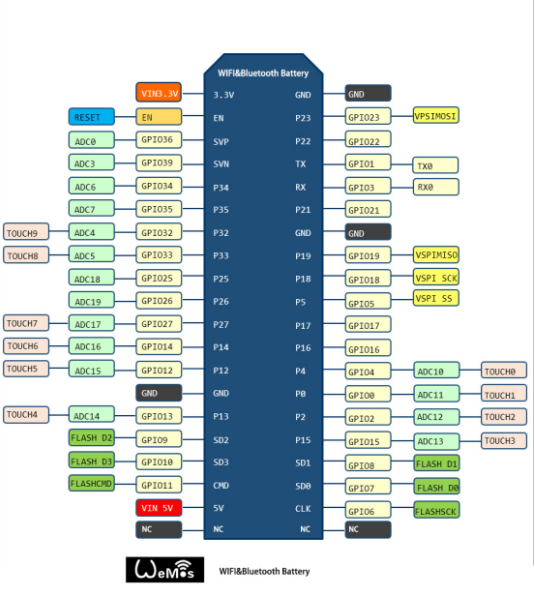 WIFI&Bluetooth Battery
VIN3.3V 3.3V GND GND
RESET EN EN P23 GPIO23 VPSIMOSI
ADC0 GPIO36 SVP P22 GPIO22
ADC3 GPIO39 SVN TX GPIO1 TX0
ADC6 GPIO34 P34 RX GPIO3 RX0
ADC7 GPIO35 P35 P21 GPIO21
TOUCH9 ADC4 GPIO32 P32 GND GND
TOUCH8 ADC5 GPIO33 P33 P19 GPIO19 VSPIMISO
ADC18 GPIO25 P25 P18 GPIO18 VSPI SCK
ADC19 GPIO26 P26 P5 GPIO5 VSPI SS
TOUCH7 ADC17 GPIO27 P27 P17 GPIO17
TOUCH6 ADC16 GPIO14 P14 P16 GPIO16
TOUCH5 ADC15 GPIO12 P12 P4 GPIO4 ADC10 TOUCH0
GND GND P0 GPIO0 ADC11 TOUCH1
TOUCH4 ADC14 GPIO13 P13 P2 GPIO2 ADC12 TOUCH2
FLASH D2 GPIO9 SD2 P15 GPIO15 ADC13 TOUCH3
FLASH D3 GPIO10 SD3 SD1 GPIO8 FLASH D1
FLASHCMD GPIO11 CMD SD0 GPIO7 FLASH D0
VIN 5V 5V CLK GPIO6 FLASHSCK
NC NC NC NC
WeMos WIFI&Bluetooth Battery